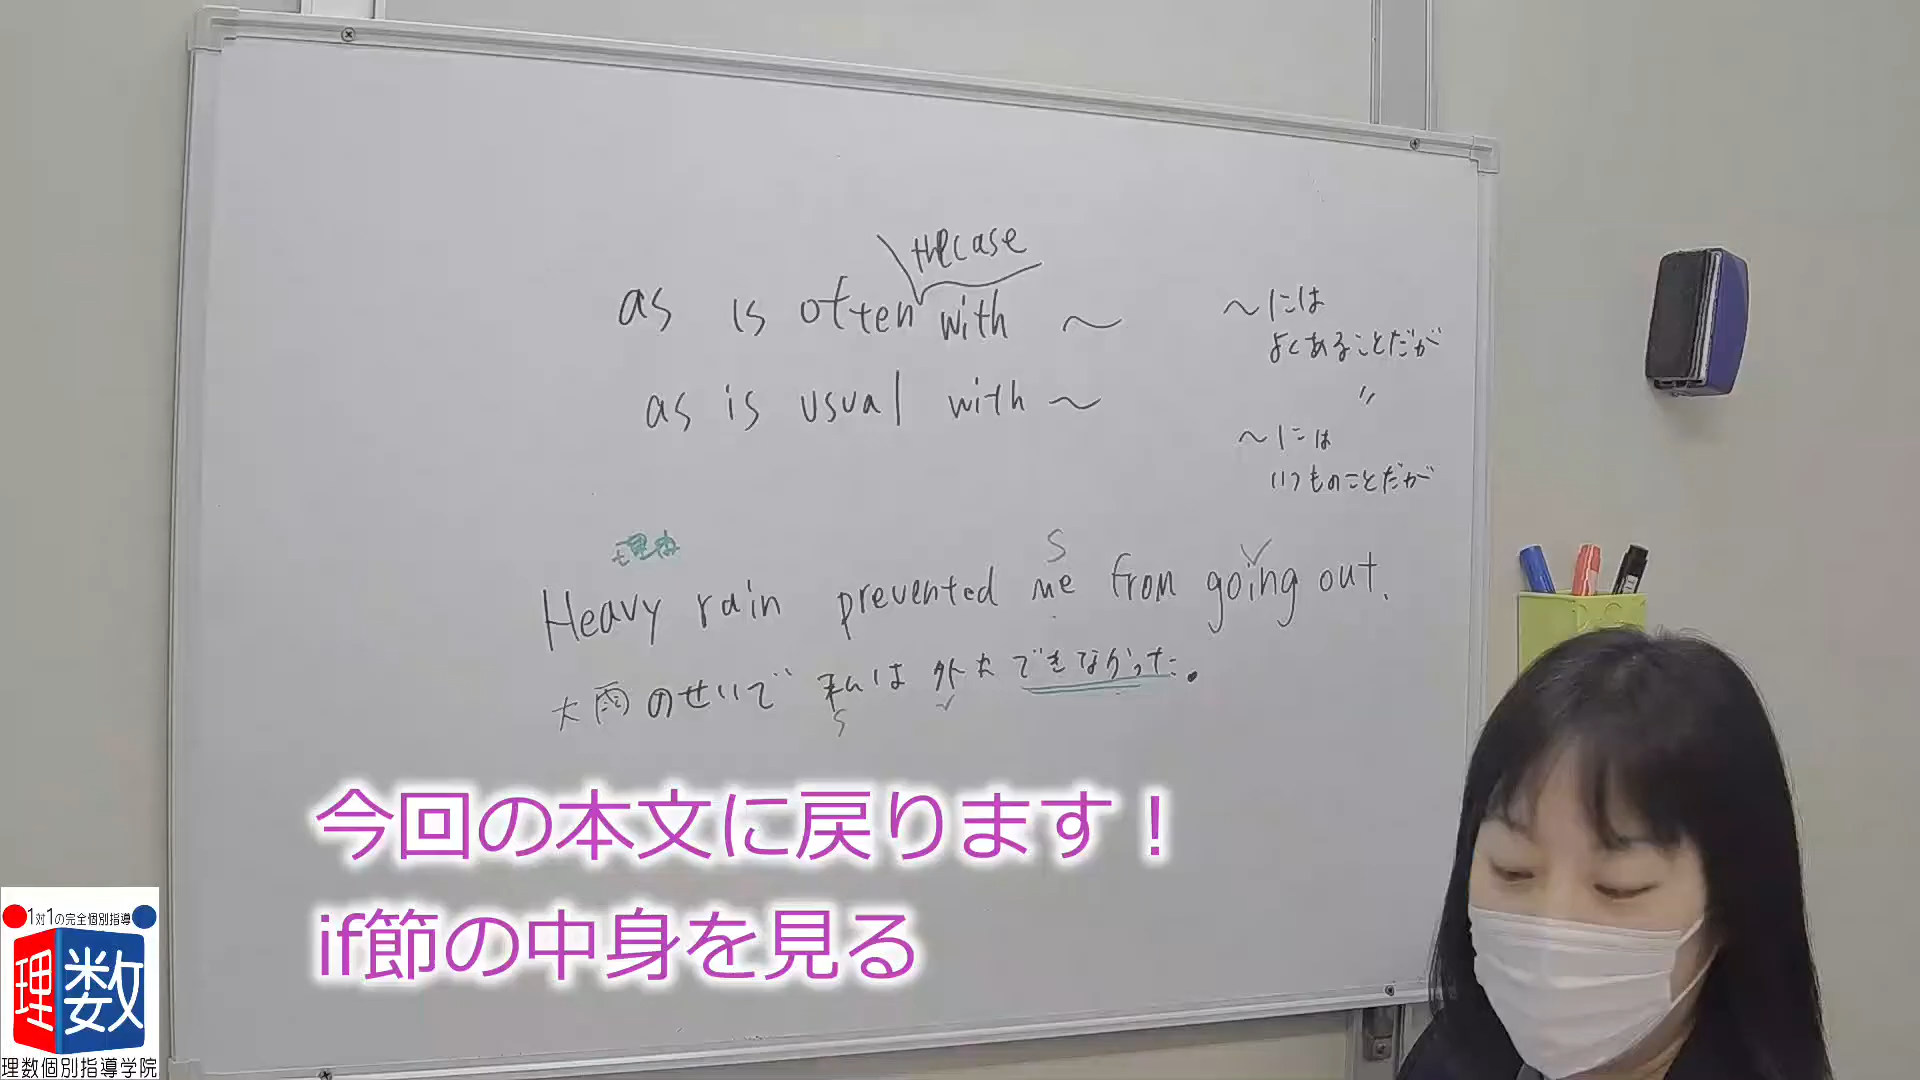 the case
as is often with ～ ～には
よくあることだが
as is usual with ～ 〃
～には
いつものことだが
理由
S V
Heavy rain prevented me from going out.
大雨のせいで 私は 外出できなかった。
S V
今回の本文に戻ります！
if節の中身を見る
1対1の完全個別指導
理数
理数個別指導学院